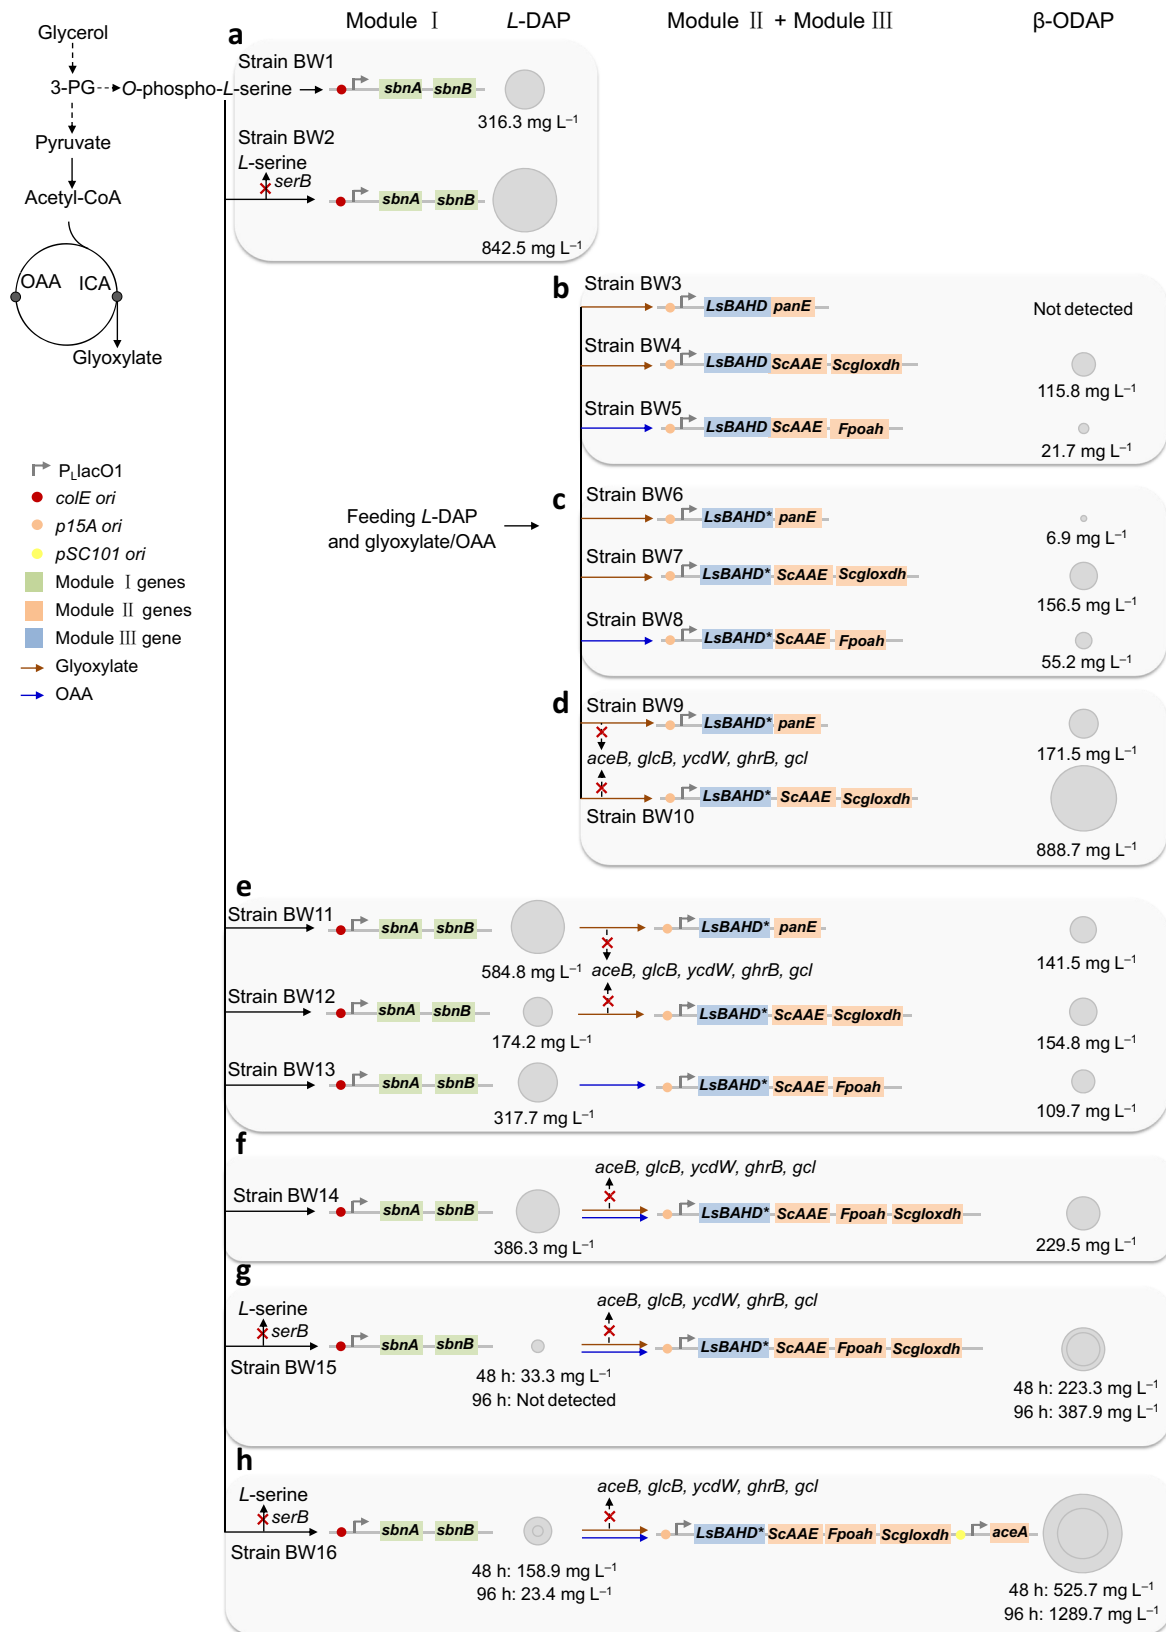 Module Ⅰ
L-DAP
Module Ⅱ + Module Ⅲ
β-ODAP
Glycerol
3-PG
O-phospho-L-serine
Pyruvate
Acetyl-CoA
OAA
ICA
Glyoxylate
PLlacO1
colE ori
p15A ori
pSC101 ori
Module Ⅰ genes
Module Ⅱ genes
Module Ⅲ gene
Glyoxylate
OAA
a
Strain BW1
sbnA sbnB
316.3 mg L⁻¹
Strain BW2
L-serine
serB
sbnA sbnB
842.5 mg L⁻¹
Feeding L-DAP
and glyoxylate/OAA
b
Strain BW3
LsBAHD panE
Not detected
Strain BW4
LsBAHD ScAAE Scgloxdh
115.8 mg L⁻¹
Strain BW5
LsBAHD ScAAE Fpoah
21.7 mg L⁻¹
c
Strain BW6
LsBAHD* panE
6.9 mg L⁻¹
Strain BW7
LsBAHD* ScAAE Scgloxdh
156.5 mg L⁻¹
Strain BW8
LsBAHD* ScAAE Fpoah
55.2 mg L⁻¹
d
Strain BW9
LsBAHD* panE
171.5 mg L⁻¹
aceB, glcB, ycdW, ghrB, gcl
LsBAHD* ScAAE Scgloxdh
Strain BW10
888.7 mg L⁻¹
e
Strain BW11
sbnA sbnB
584.8 mg L⁻¹
LsBAHD* panE
141.5 mg L⁻¹
aceB, glcB, ycdW, ghrB, gcl
Strain BW12
sbnA sbnB
174.2 mg L⁻¹
LsBAHD* ScAAE Scgloxdh
154.8 mg L⁻¹
Strain BW13
sbnA sbnB
317.7 mg L⁻¹
LsBAHD* ScAAE Fpoah
109.7 mg L⁻¹
f
aceB, glcB, ycdW, ghrB, gcl
Strain BW14
sbnA sbnB
386.3 mg L⁻¹
LsBAHD* ScAAE Fpoah Scgloxdh
229.5 mg L⁻¹
g
L-serine
serB
aceB, glcB, ycdW, ghrB, gcl
Strain BW15
sbnA sbnB
LsBAHD* ScAAE Fpoah Scgloxdh
48 h: 33.3 mg L⁻¹
96 h: Not detected
48 h: 223.3 mg L⁻¹
96 h: 387.9 mg L⁻¹
h
L-serine
serB
aceB, glcB, ycdW, ghrB, gcl
Strain BW16
sbnA sbnB
LsBAHD* ScAAE Fpoah Scgloxdh aceA
48 h: 158.9 mg L⁻¹
96 h: 23.4 mg L⁻¹
48 h: 525.7 mg L⁻¹
96 h: 1289.7 mg L⁻¹